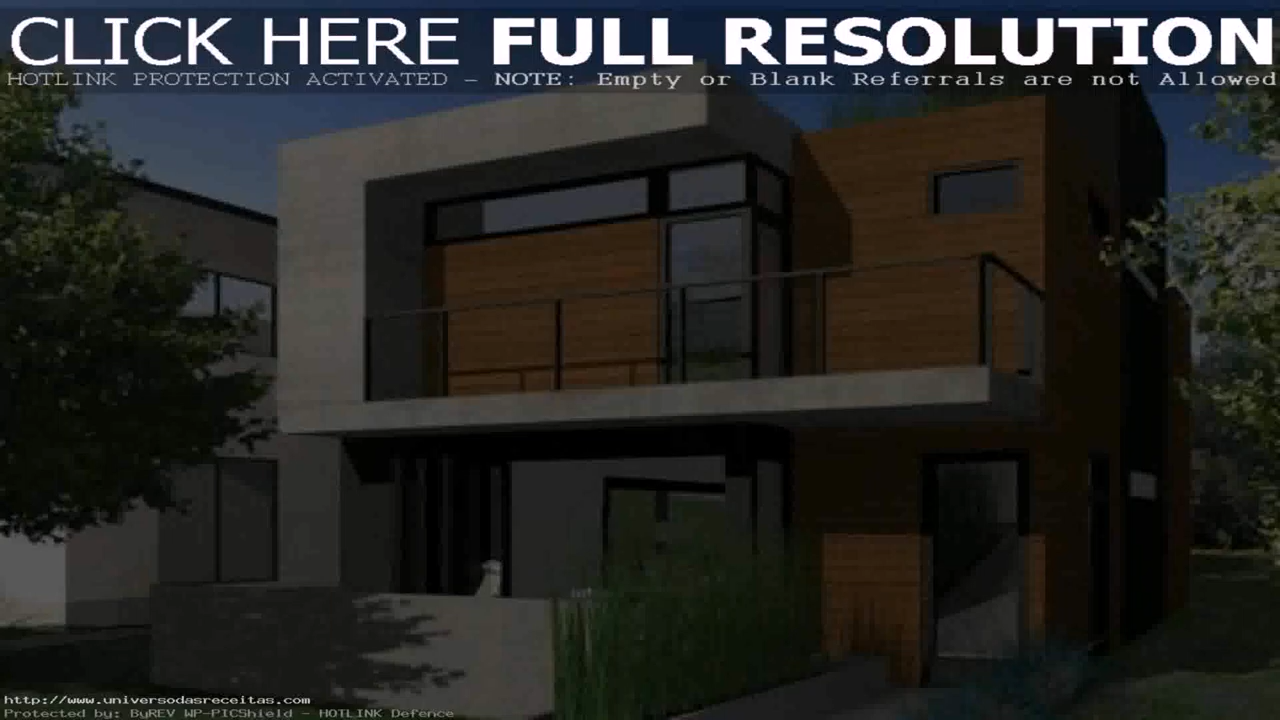 CLICK HERE FULL RESOLUTION
HOTLINK PROTECTION ACTIVATED - NOTE: Empty or Blank Referrals are not Allowed
http://www.universodasreceitas.com
Protected by: ByREV WP-PICShield - HOTLINK Defence